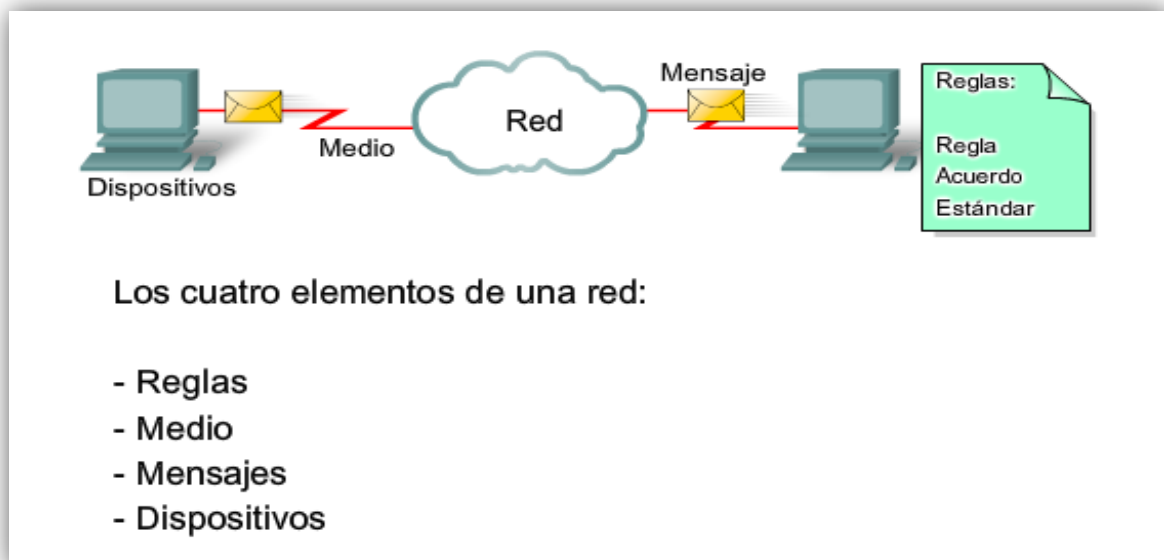 Mensaje
Red
Medio
Dispositivos
Reglas:
Regla
Acuerdo
Estándar
Los cuatro elementos de una red:
- Reglas
- Medio
- Mensajes
- Dispositivos